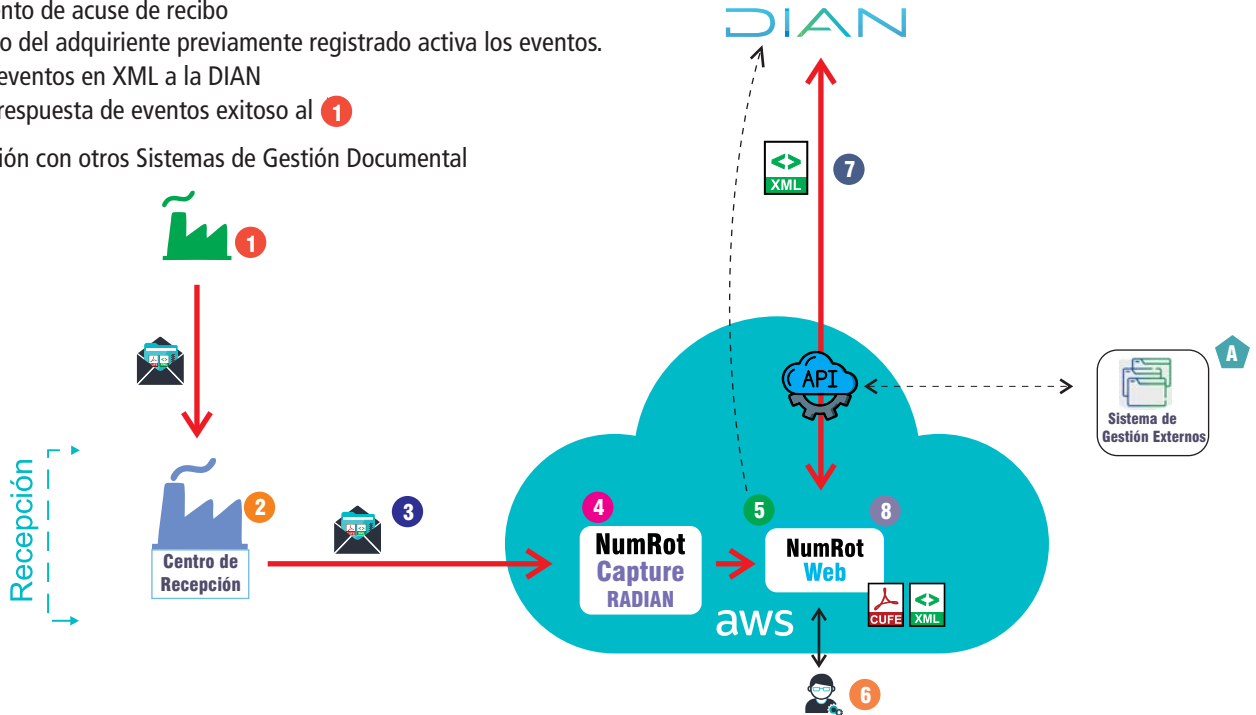 nto de acuse de recibo
o del adquiriente previamente registrado activa los eventos.
eventos en XML a la DIAN
respuesta de eventos exitoso al 1
ión con otros Sistemas de Gestión Documental
DIAN
XML
7
1
A
API
Sistema de
Gestión Externos
Recepción
2
3
4
5
8
Centro de
Recepción
NumRot
Capture
RADIAN
NumRot
Web
CUFE
XML
aws
6